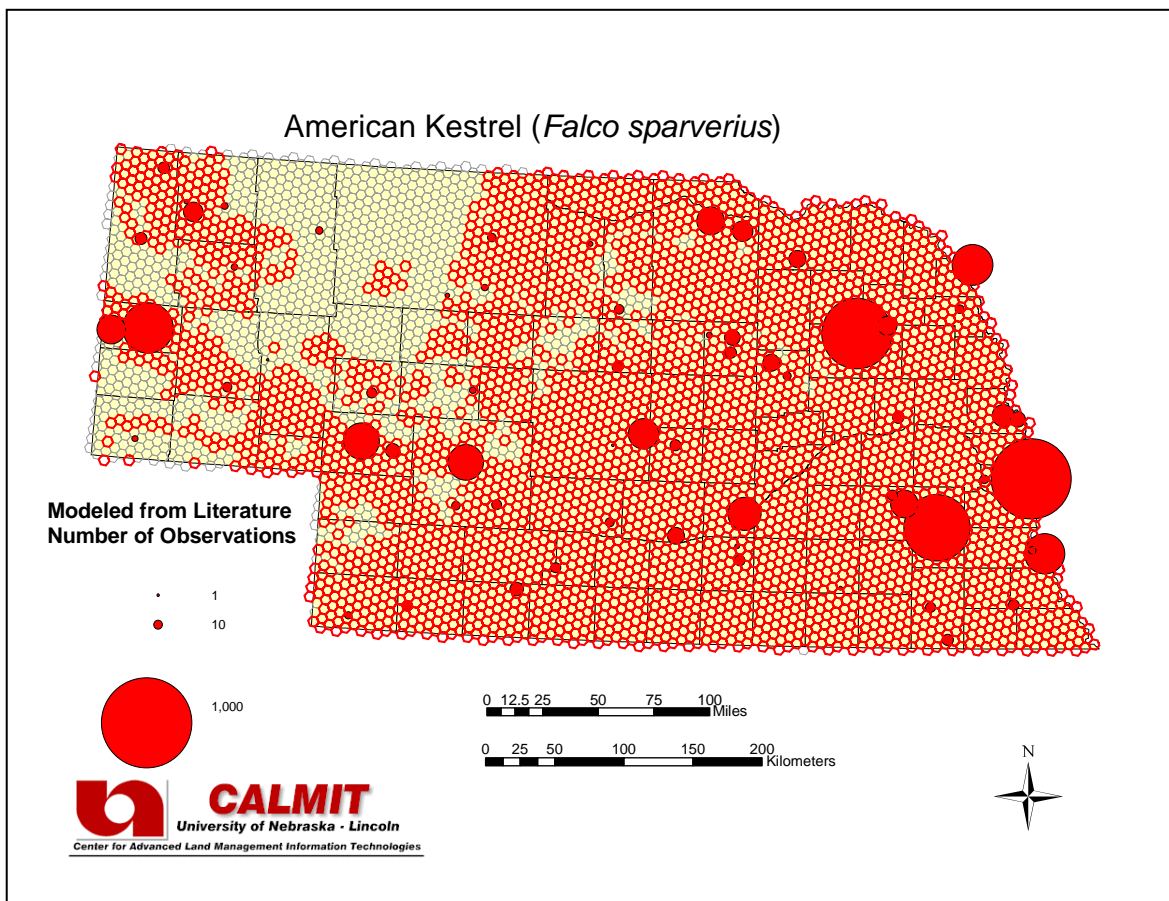 American Kestrel (Falco sparverius)
Modeled from Literature
Number of Observations
1
10
1,000
0 12.5 25 50 75 100
Miles
0 25 50 100 150 200
Kilometers
N
CALMIT
University of Nebraska - Lincoln
Center for Advanced Land Management Information Technologies